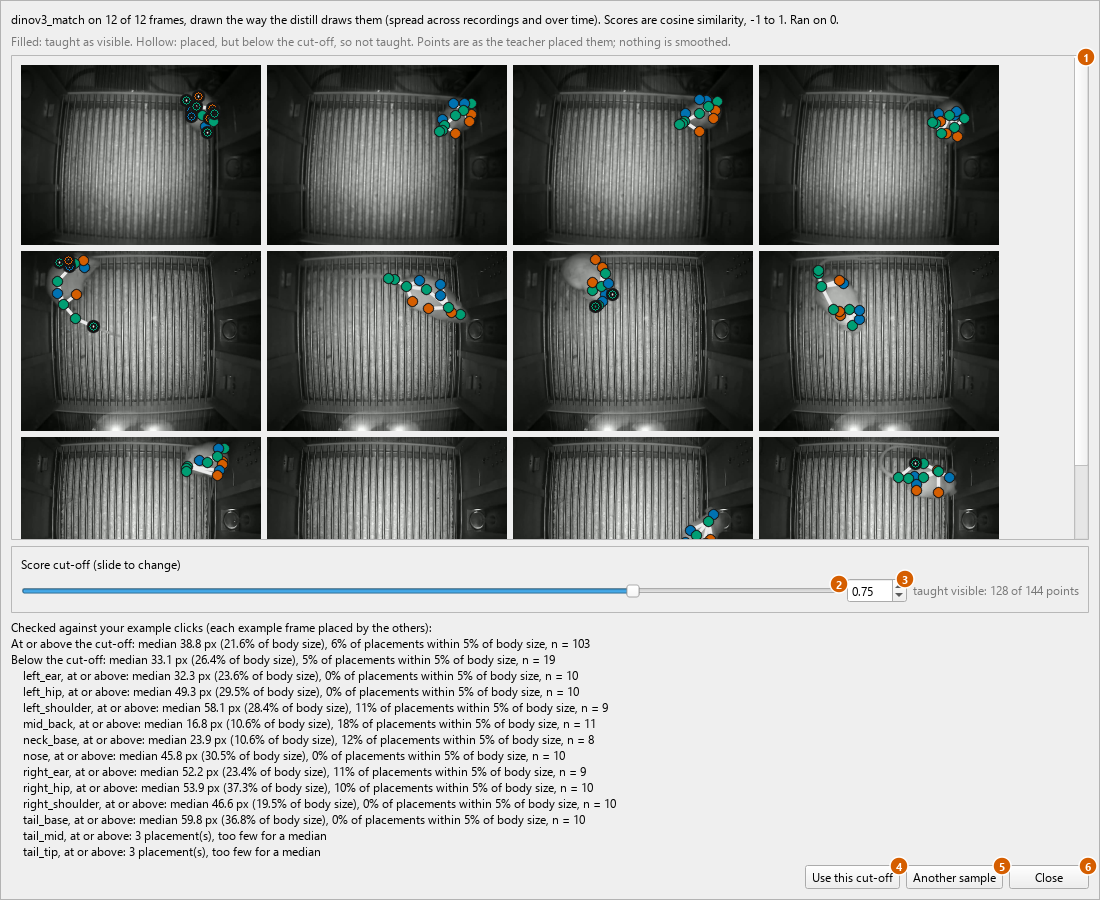 dinov3_match on 12 of 12 frames, drawn the way the distill draws them (spread across recordings and over time). Scores are cosine similarity, -1 to 1. Ran on 0.
Filled: taught as visible. Hollow: placed, but below the cut-off, so not taught. Points are as the teacher placed them; nothing is smoothed.
1
Score cut-off (slide to change)
2
3
0.75
taught visible: 128 of 144 points
Checked against your example clicks (each example frame placed by the others):
At or above the cut-off: median 38.8 px (21.6% of body size), 6% of placements within 5% of body size, n = 103
Below the cut-off: median 33.1 px (26.4% of body size), 5% of placements within 5% of body size, n = 19
left_ear, at or above: median 32.3 px (23.6% of body size), 0% of placements within 5% of body size, n = 10
left_hip, at or above: median 49.3 px (29.5% of body size), 0% of placements within 5% of body size, n = 10
left_shoulder, at or above: median 58.1 px (28.4% of body size), 11% of placements within 5% of body size, n = 9
mid_back, at or above: median 16.8 px (10.6% of body size), 18% of placements within 5% of body size, n = 11
neck_base, at or above: median 23.9 px (10.6% of body size), 12% of placements within 5% of body size, n = 8
nose, at or above: median 45.8 px (30.5% of body size), 0% of placements within 5% of body size, n = 10
right_ear, at or above: median 52.2 px (23.4% of body size), 11% of placements within 5% of body size, n = 9
right_hip, at or above: median 53.9 px (37.3% of body size), 10% of placements within 5% of body size, n = 10
right_shoulder, at or above: median 46.6 px (19.5% of body size), 0% of placements within 5% of body size, n = 10
tail_base, at or above: median 59.8 px (36.8% of body size), 0% of placements within 5% of body size, n = 10
tail_mid, at or above: 3 placement(s), too few for a median
tail_tip, at or above: 3 placement(s), too few for a median
4
5
6
Use this cut-off
Another sample
Close